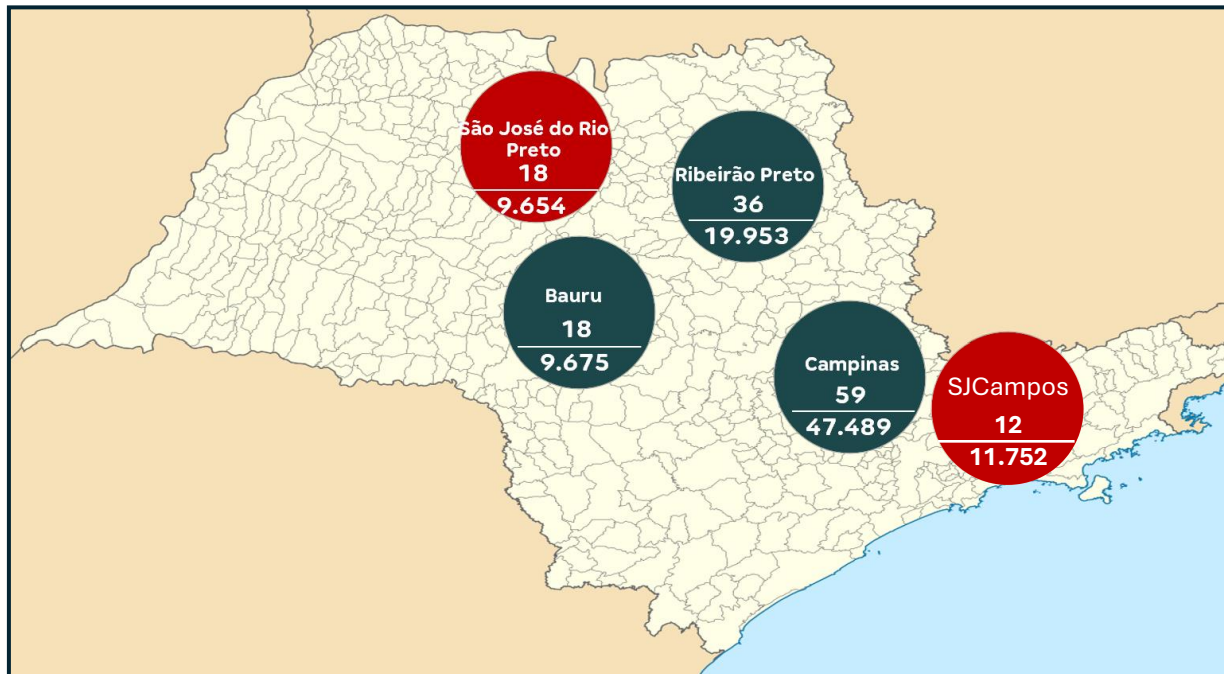 São José do Rio
Preto
18
9.654
Ribeirão Preto
36
19.953
Bauru
18
9.675
Campinas
59
47.489
SJCampos
12
11.752